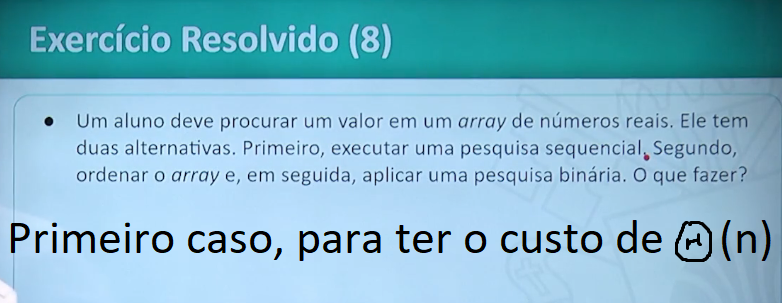 Exercício Resolvido (8)
● Um aluno deve procurar um valor em um array de números reais. Ele tem
duas alternativas. Primeiro, executar uma pesquisa sequencial. Segundo,
ordenar o array e, em seguida, aplicar uma pesquisa binária. O que fazer?
Primeiro caso, para ter o custo de Θ(n)